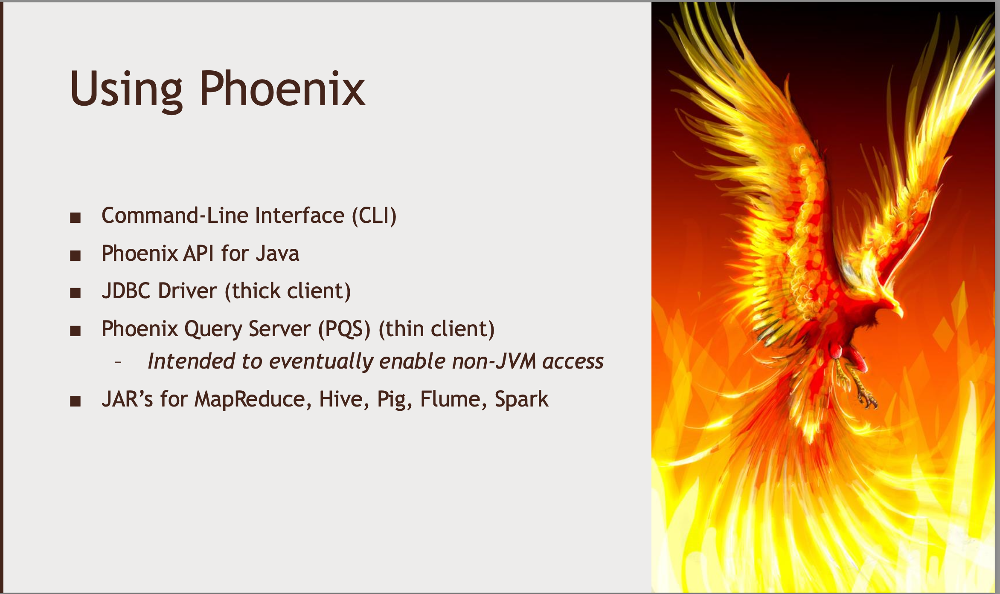 Using Phoenix
■ Command-Line Interface (CLI)
■ Phoenix API for Java
■ JDBC Driver (thick client)
■ Phoenix Query Server (PQS) (thin client)
– Intended to eventually enable non-JVM access
■ JAR’s for MapReduce, Hive, Pig, Flume, Spark